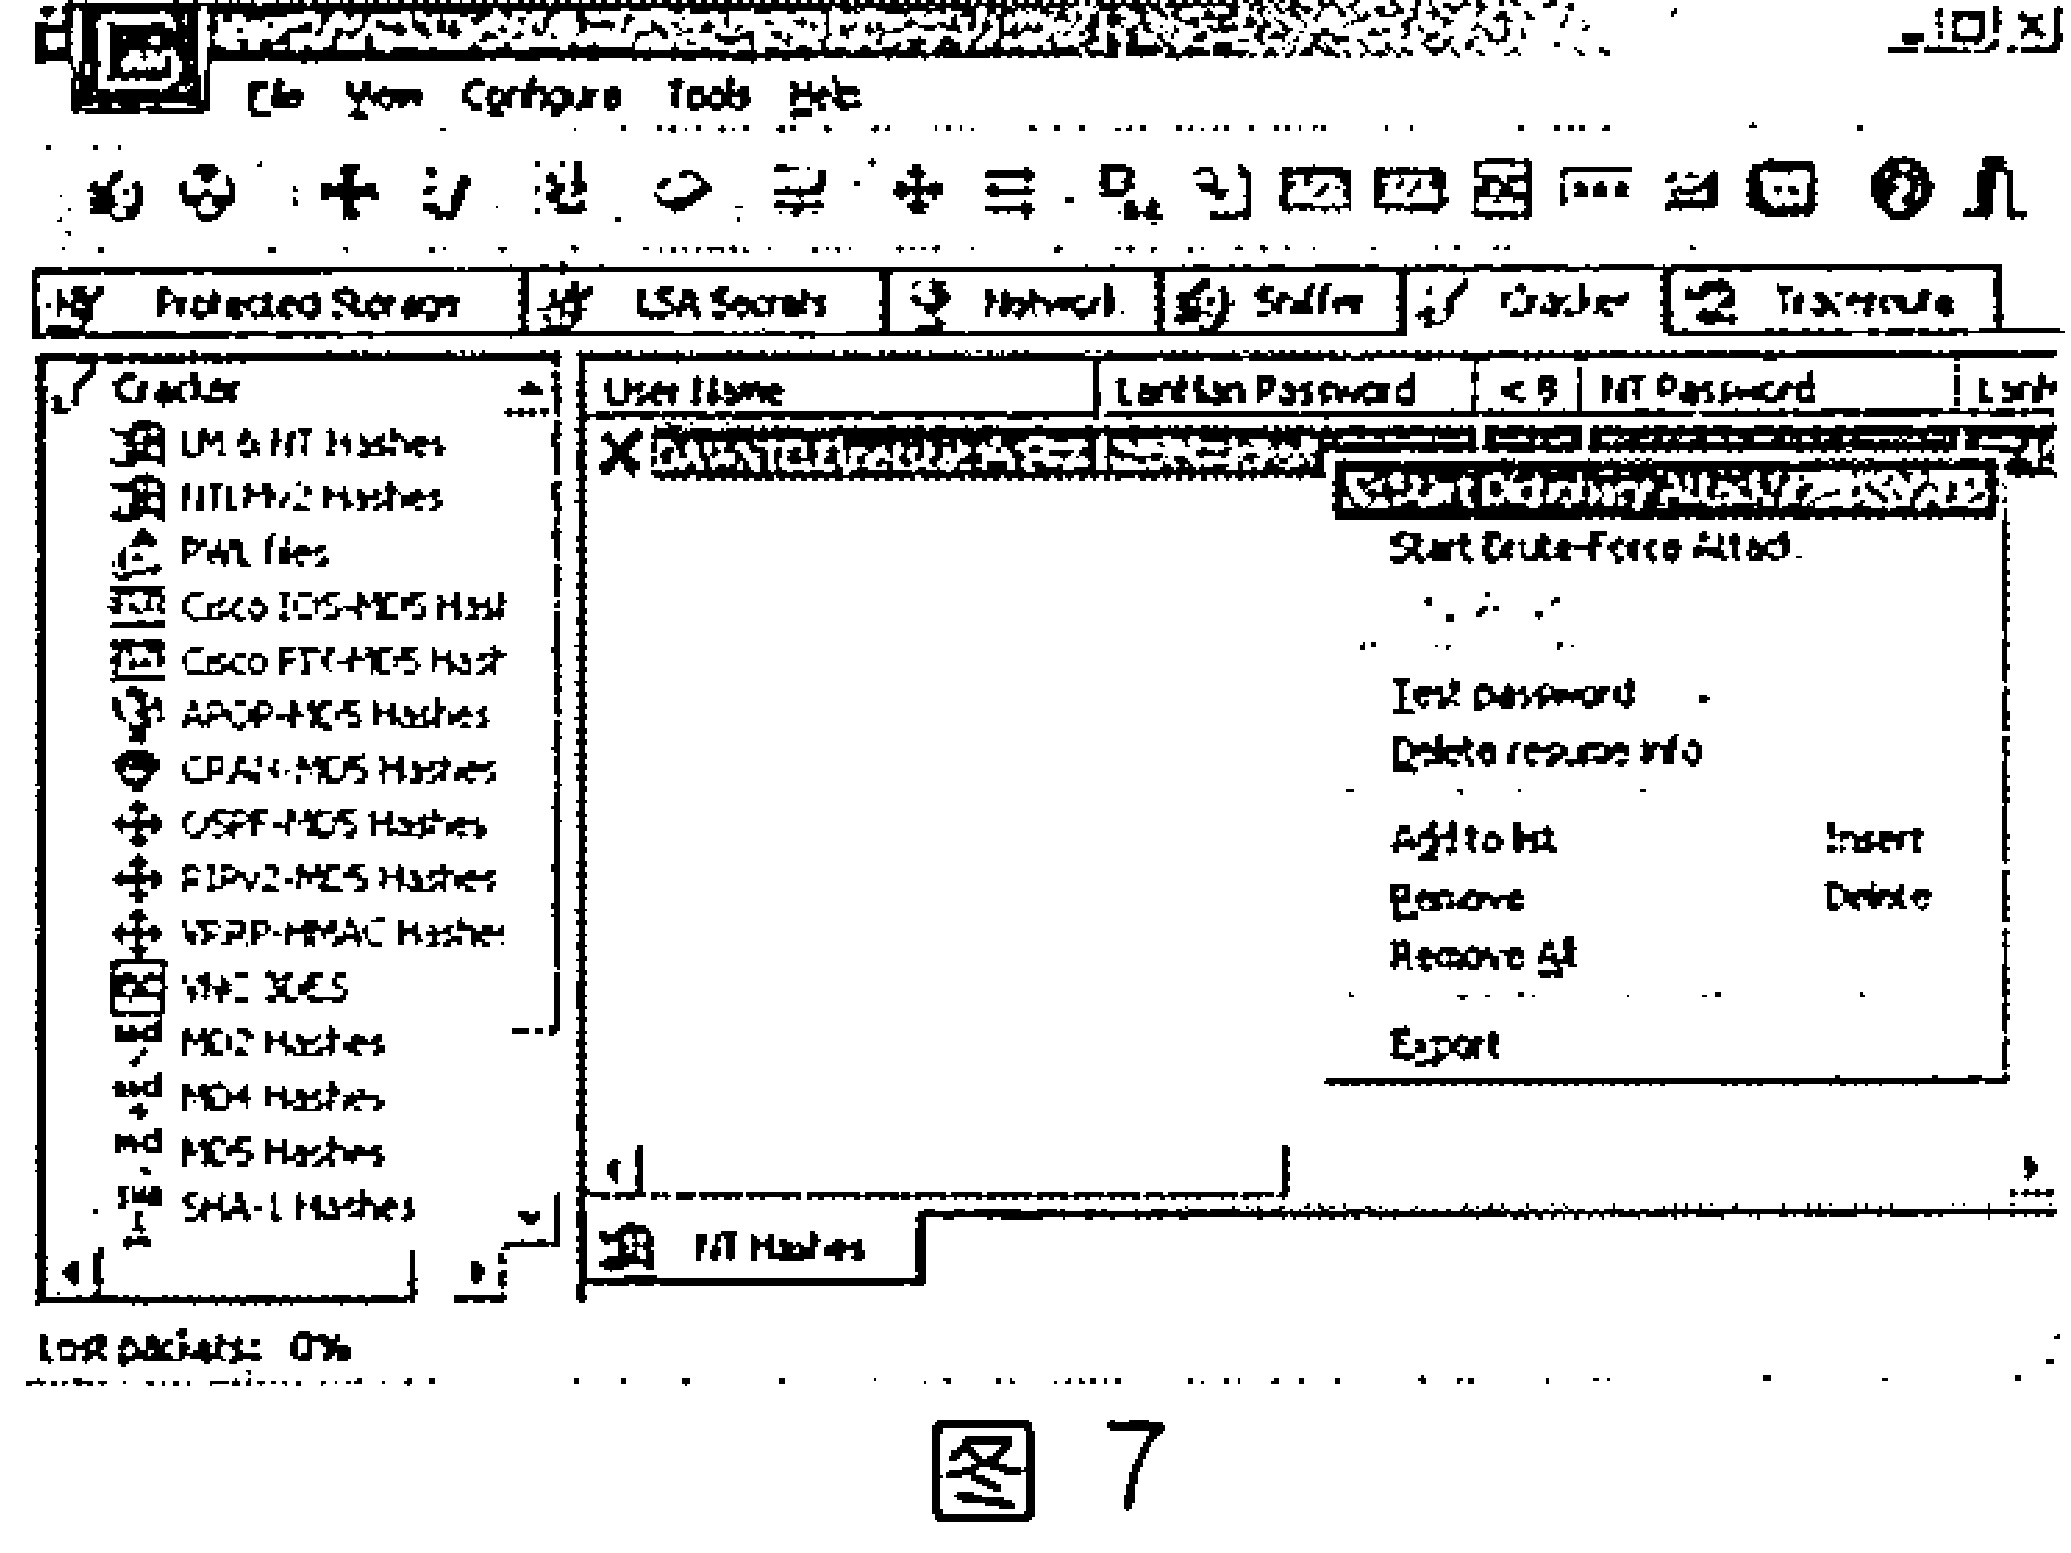 File View Configure Tools Help
Protected Storage LSA Secrets Network Sniffer Cracker Traceroute
Cracker
User Name LanMan Password < 8 NT Password
LM & NT Hashes
NTLMv2 Hashes
PWL files
Start Brute-Force Attack
Cisco IOS-MD5 Hash
Cisco PIX-MD5 Hash
Test password
APOP-MD5 Hashes
Delete resume info
CRAM-MD5 Hashes
OSPF-MD5 Hashes
Add to list Insert
RIPv2-MD5 Hashes
Remove Delete
VRRP-HMAC Hashes
Remove All
VNC 3DES
MD2 Hashes
Export
MD4 Hashes
MD5 Hashes
SHA-1 Hashes
NT Hashes
Lost packets: 0%
图 7